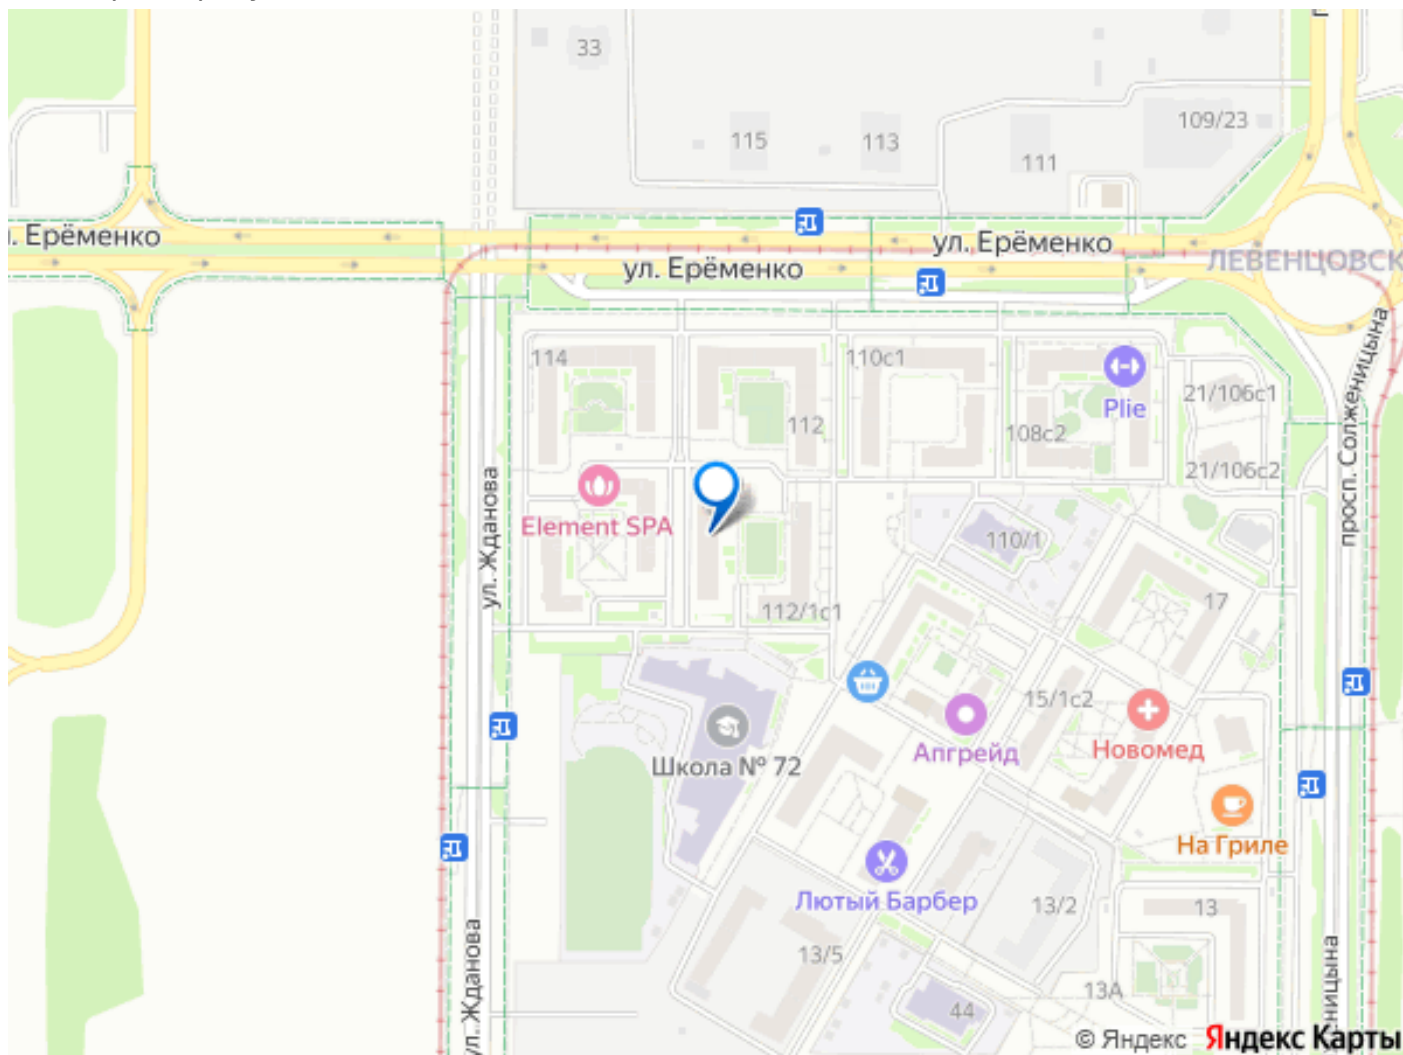 33
109/23
115
113
111
ул. Ерёменко
ул. Ерёменко
ЛЕВЕНЦОВСК
ул. Ерёменко
просп. Солженицына
114
110с1
21/106с1
Plie
112
108с2
21/106с2
ул. Жданова
Element SPA
110/1
112/1с1
17
15/1с2
Школа № 72
Апгрейд
Новомед
На Гриле
Лютый Барбер
13/2
13
13/5
ул. Жданова
13А
44
© Яндекс Яндекс Карты